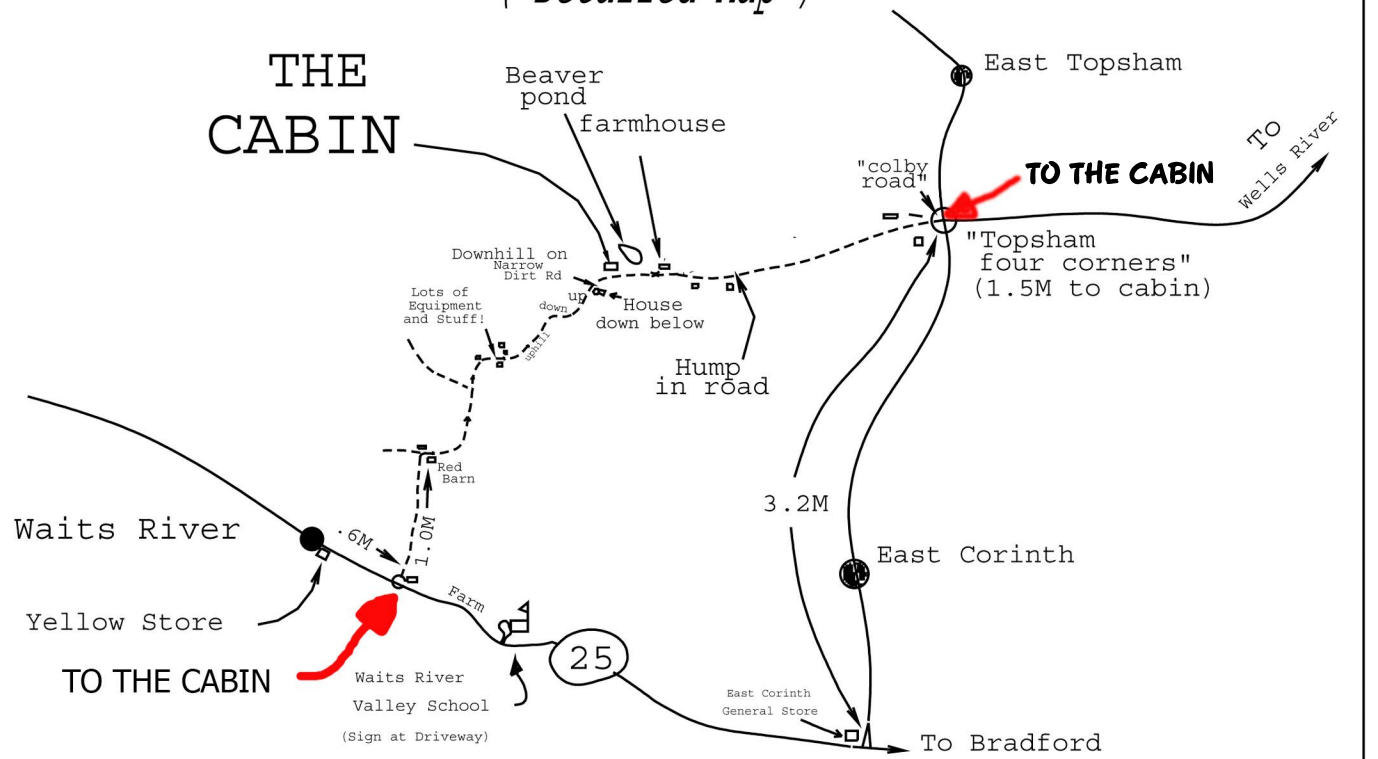 THE
CABIN
Beaver
pond
farmhouse
East Topsham
"colby
road"
TO THE CABIN
To
Wells River
"Topsham
four corners"
(1.5M to cabin)
Downhill on
Narrow
Dirt Rd
up
down
House
down below
Lots of
Equipment
and Stuff!
uphill
Hump
in road
Red
Barn
3.2M
Waits River
.6M
1.0M
East Corinth
Farm
Yellow Store
TO THE CABIN
25
Waits River
Valley School
(Sign at Driveway)
East Corinth
General Store
To Bradford